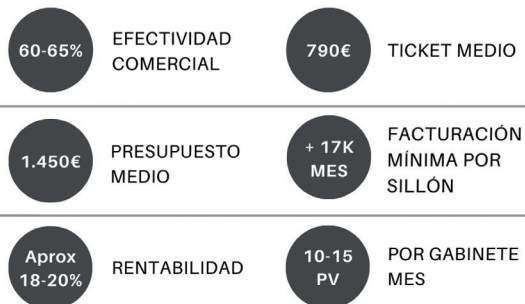 60-65%
EFECTIVIDAD
COMERCIAL
790€
TICKET MEDIO
1.450€
PRESUPUESTO
MEDIO
+ 17K
MES
FACTURACIÓN
MÍNIMA POR
SILLÓN
Aprox
18-20%
RENTABILIDAD
10-15
PV
POR GABINETE
MES